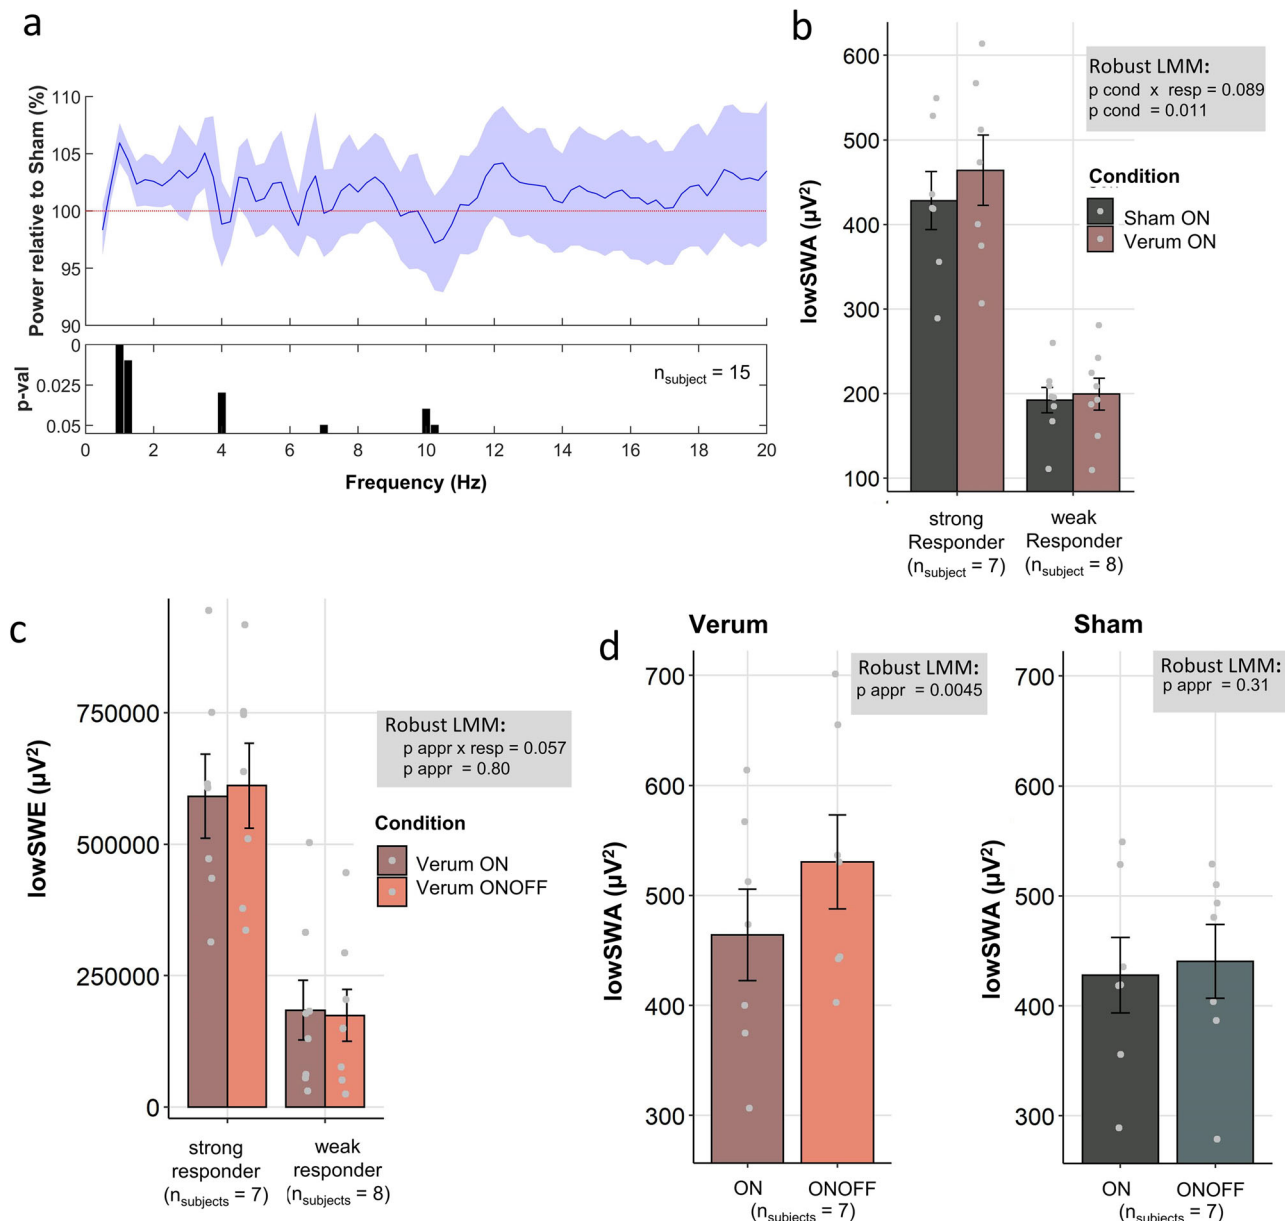 a
Power relative to Sham (%)
110
105
100
95
90
p-val
0
0.025
0.05
n_subject = 15
0 2 4 6 8 10 12 14 16 18 20
Frequency (Hz)
b
lowSWA (µV²)
600
500
400
300
200
100
Robust LMM:
p cond x resp = 0.089
p cond = 0.011
Condition
Sham ON
Verum ON
strong weak
Responder Responder
(n_subject = 7) (n_subject = 8)
c
lowSWE (µV²)
750000
500000
250000
0
Robust LMM:
p appr x resp = 0.057
p appr = 0.80
Condition
Verum ON
Verum ONOFF
strong weak
responder responder
(n_subjects = 7) (n_subjects = 8)
d
Verum
lowSWA (µV²)
700
600
500
400
300
Robust LMM:
p appr = 0.0045
ON ONOFF
(n_subjects = 7)
Sham
lowSWA (µV²)
700
600
500
400
300
Robust LMM:
p appr = 0.31
ON ONOFF
(n_subjects = 7)